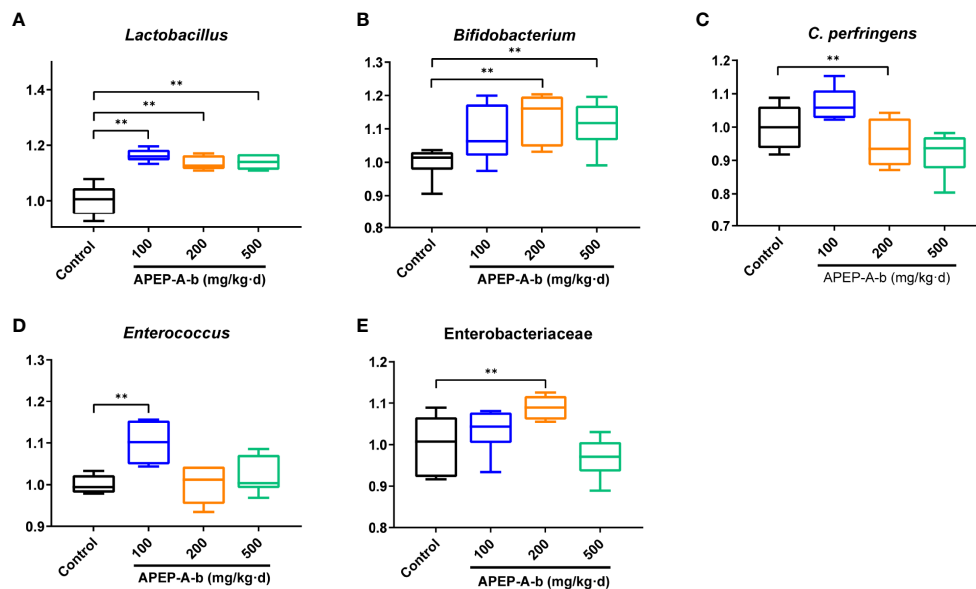 A
Lactobacillus
1.4
1.2
1.0
**
**
**
Control
100
200
500
APEP-A-b (mg/kg·d)
B
Bifidobacterium
1.3
1.2
1.1
1.0
0.9
0.8
**
**
Control
100
200
500
APEP-A-b (mg/kg·d)
C
C. perfringens
1.2
1.1
1.0
0.9
0.8
0.7
**
Control
100
200
500
APEP-A-b (mg/kg·d)
D
Enterococcus
1.3
1.2
1.1
1.0
0.9
**
Control
100
200
500
APEP-A-b (mg/kg·d)
E
Enterobacteriaceae
1.2
1.1
1.0
0.9
0.8
**
Control
100
200
500
APEP-A-b (mg/kg·d)